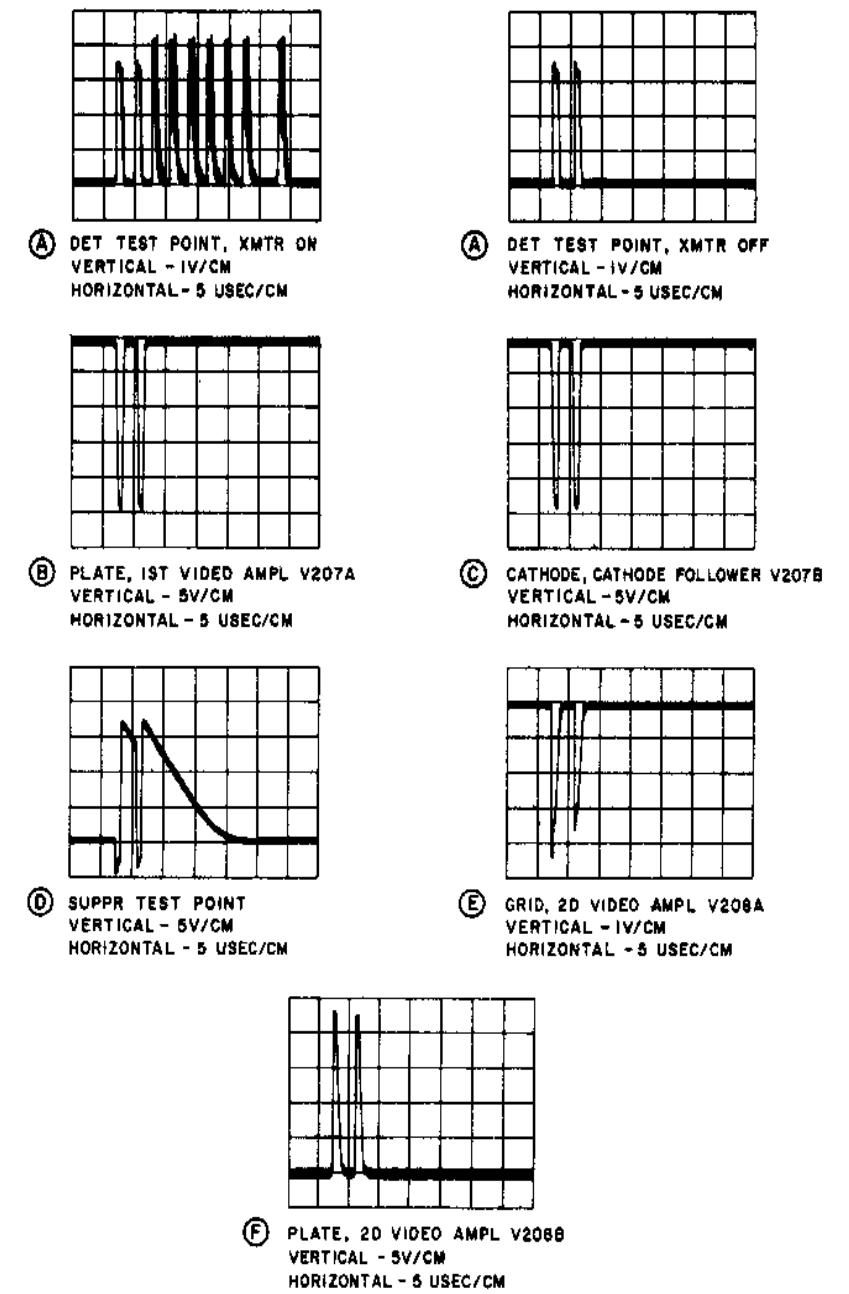 Ⓐ DET TEST POINT, XMTR ON
VERTICAL - 1V/CM
HORIZONTAL - 5 USEC/CM
Ⓐ DET TEST POINT, XMTR OFF
VERTICAL - 1V/CM
HORIZONTAL - 5 USEC/CM
Ⓑ PLATE, 1ST VIDEO AMPL V207A
VERTICAL - 5V/CM
HORIZONTAL - 5 USEC/CM
Ⓒ CATHODE, CATHODE FOLLOWER V207B
VERTICAL - 5V/CM
HORIZONTAL - 5 USEC/CM
Ⓓ SUPPR TEST POINT
VERTICAL - 5V/CM
HORIZONTAL - 5 USEC/CM
Ⓔ GRID, 2D VIDEO AMPL V208A
VERTICAL - 1V/CM
HORIZONTAL - 5 USEC/CM
Ⓕ PLATE, 2D VIDEO AMPL V208B
VERTICAL - 5V/CM
HORIZONTAL - 5 USEC/CM